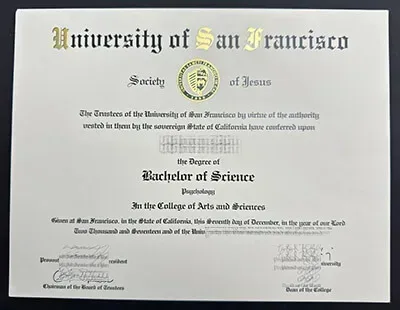 University of San Francisco
Society of Jesus
The Trustees of the University of San Francisco by virtue of the authority
vested in them by the sovereign State of California have conferred upon
the Degree of
Bachelor of Science
Psychology
In the College of Arts and Sciences
Given at San Francisco, in the State of California, this Seventh day of December, in the year of our Lord
Two Thousand and Seventeen and of the
Chairman of the Board of Trustees
Dean of the College